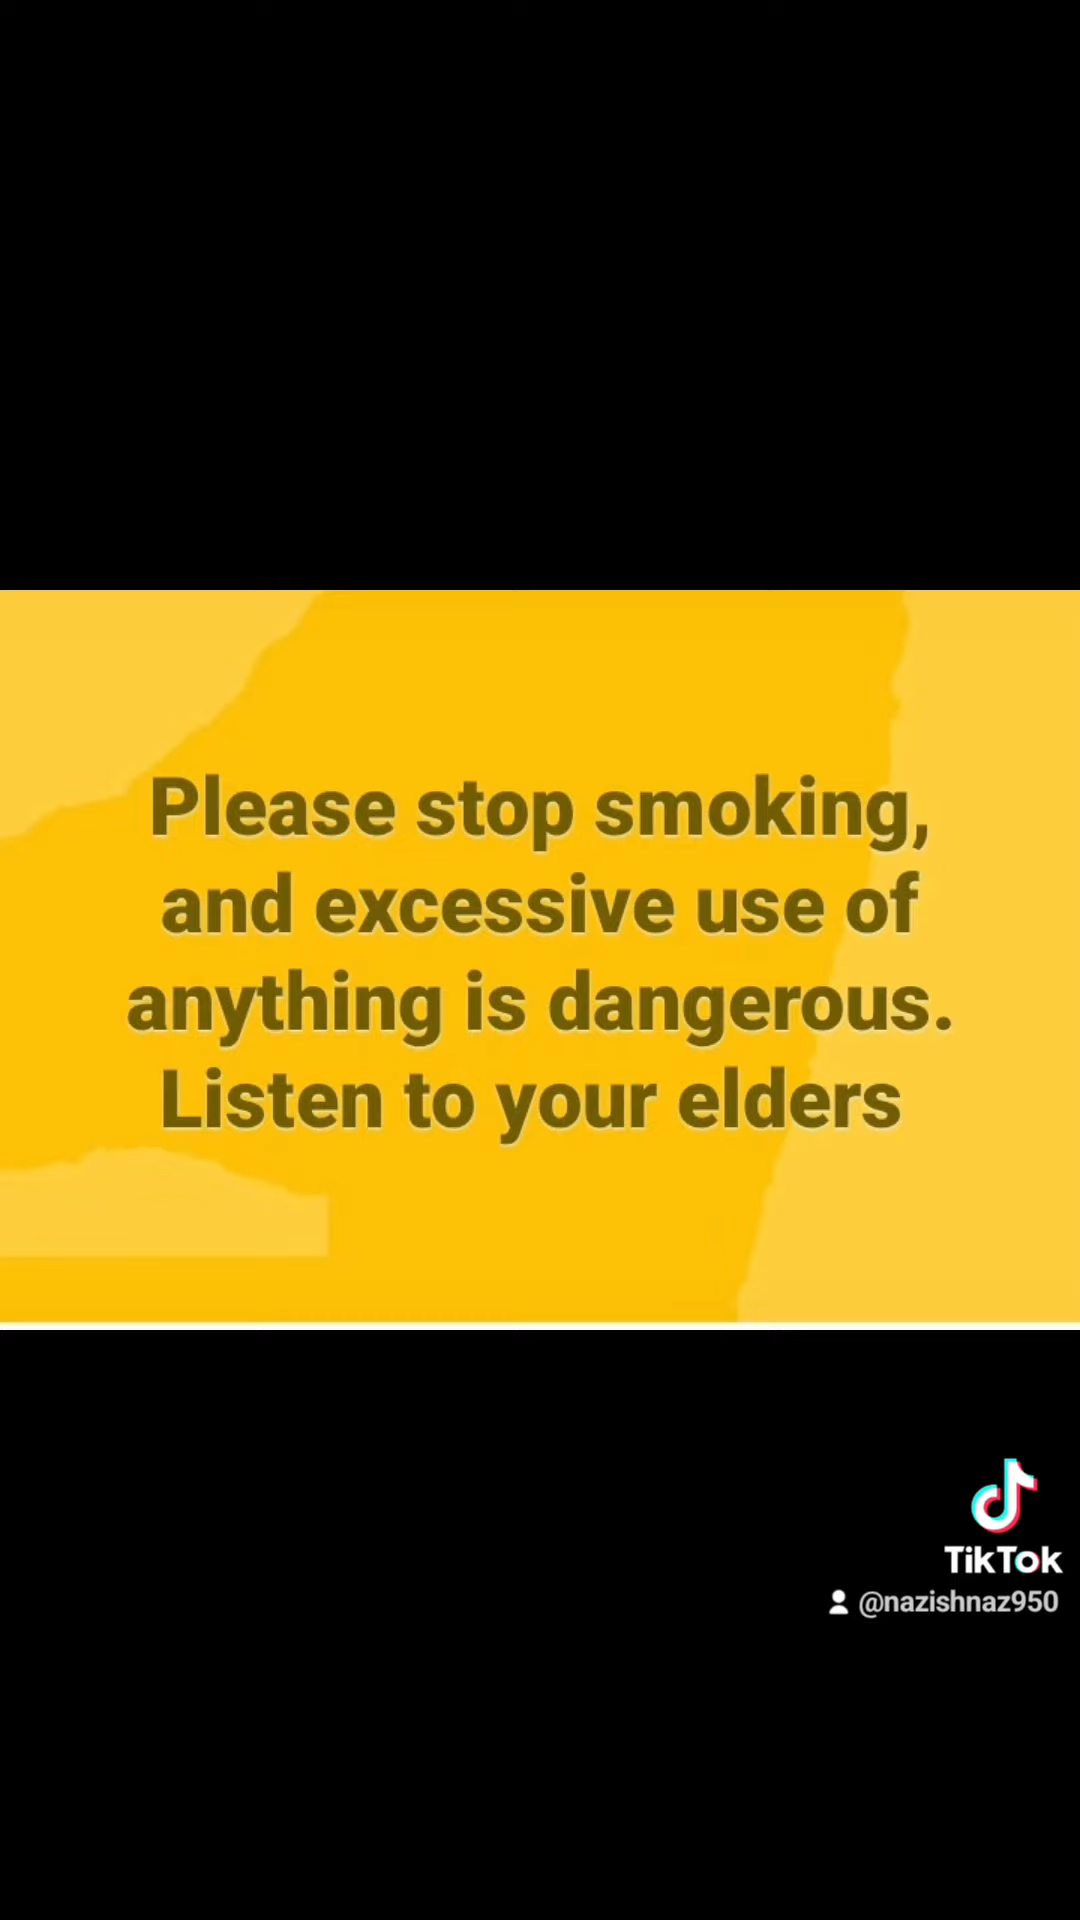 Please stop smoking,
and excessive use of
anything is dangerous.
Listen to your elders
TikTok
@nazishnaz950